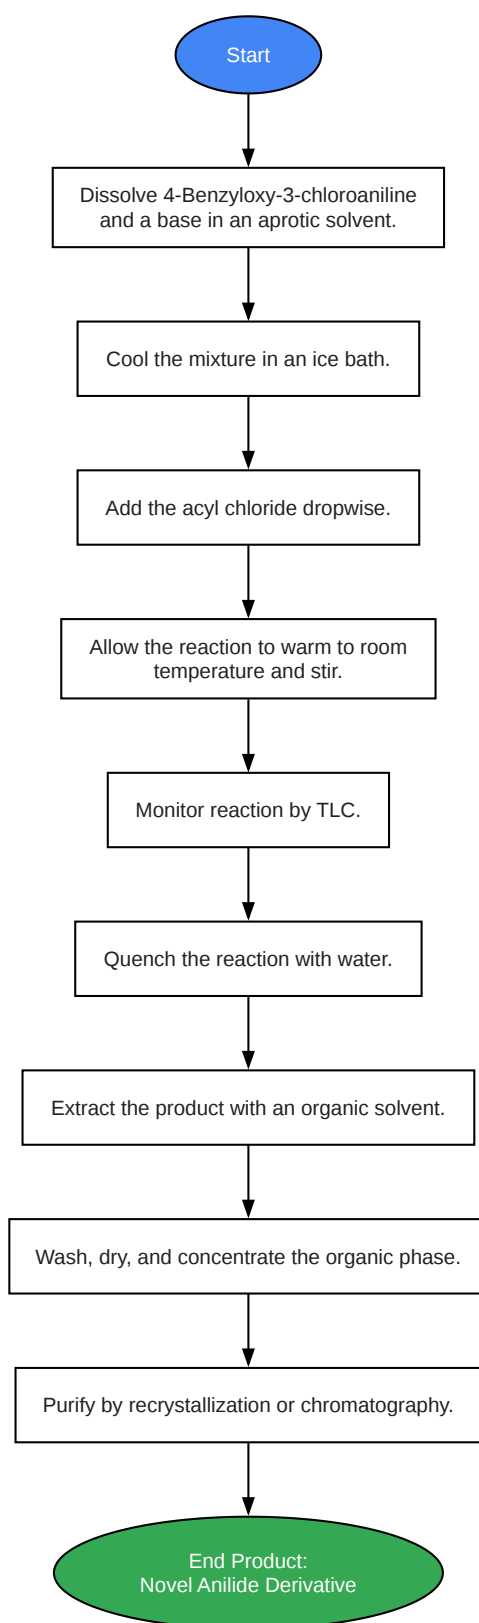 Start
Dissolve 4-Benzyloxy-3-chloroaniline
and a base in an aprotic solvent.
Cool the mixture in an ice bath.
Add the acyl chloride dropwise.
Allow the reaction to warm to room
temperature and stir.
Monitor reaction by TLC.
Quench the reaction with water.
Extract the product with an organic solvent.
Wash, dry, and concentrate the organic phase.
Purify by recrystallization or chromatography.
End Product:
Novel Anilide Derivative